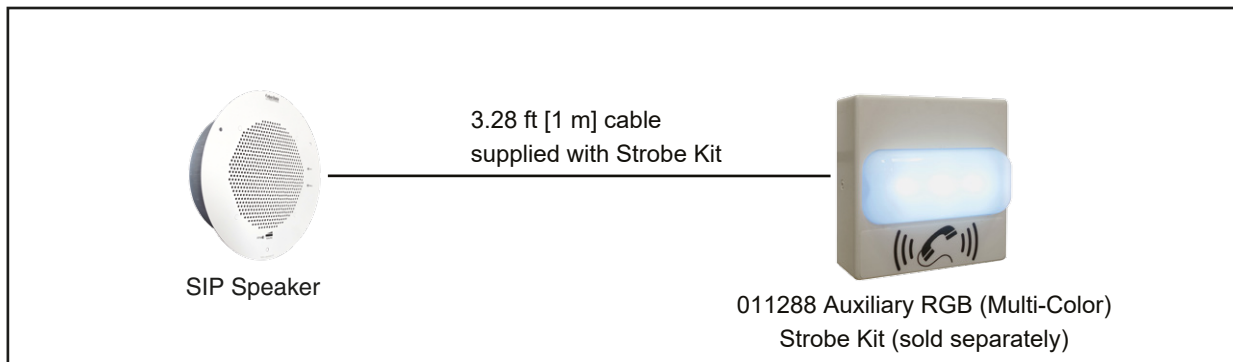 3.28 ft [1 m] cable
supplied with Strobe Kit
SIP Speaker
011288 Auxiliary RGB (Multi-Color)
Strobe Kit (sold separately)